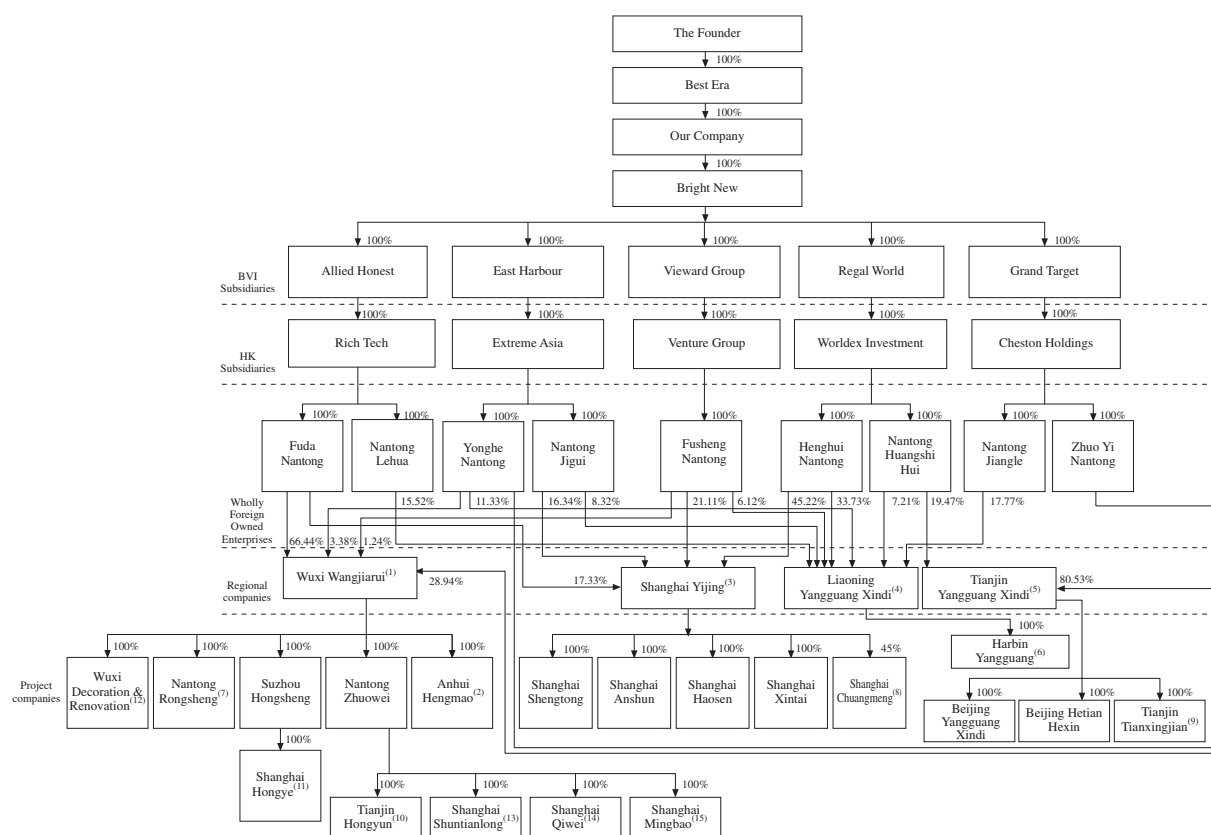 The Founder
100%
Best Era
100%
Our Company
100%
Bright New
100% 100% 100% 100% 100%
Allied Honest East Harbour Vieward Group Regal World Grand Target
BVI
Subsidiaries
100% 100% 100% 100% 100%
Rich Tech Extreme Asia Venture Group Worldex Investment Cheston Holdings
HK
Subsidiaries
100% 100% 100% 100% 100% 100% 100% 100% 100%
Fuda
Nantong
Nantong
Lehua
Yonghe
Nantong
Nantong
Jigui
Fusheng
Nantong
Henghui
Nantong
Nantong
Huangshi
Hui
Nantong
Jiangle
Zhuo Yi
Nantong
Wholly
Foreign
Owned
Enterprises
15.52% 11.33% 16.34% 8.32% 21.11% 6.12% 45.22% 33.73% 7.21% 19.47% 17.77%
66.44% 3.38% 1.24%
Wuxi Wangjiarui(1)
28.94%
17.33%
Shanghai Yijing(3)
Liaoning
Yangguang Xindi(4)
Tianjin
Yangguang Xindi(5)
80.53%
Regional
companies
100%
Harbin
Yangguang(6)
100% 100% 100% 100% 100% 100% 100% 100% 100% 45%
Project
companies
Wuxi
Decoration &
Renovation(12)
Nantong
Rongsheng(7)
Suzhou
Hongsheng
Nantong
Zhuowei
Anhui
Hengmao(2)
Shanghai
Shengtong
Shanghai
Anshun
Shanghai
Haosen
Shanghai
Xintai
Shanghai
Chuangmeng(8)
100% 100% 100%
Beijing
Yangguang
Xindi
Beijing Hetian
Hexin
Tianjin
Tianxingjian(9)
100%
Shanghai
Hongye(11)
100% 100% 100% 100%
Tianjin
Hongyun(10)
Shanghai
Shuntianlong(13)
Shanghai
Qiwei(14)
Shanghai
Mingbao(15)